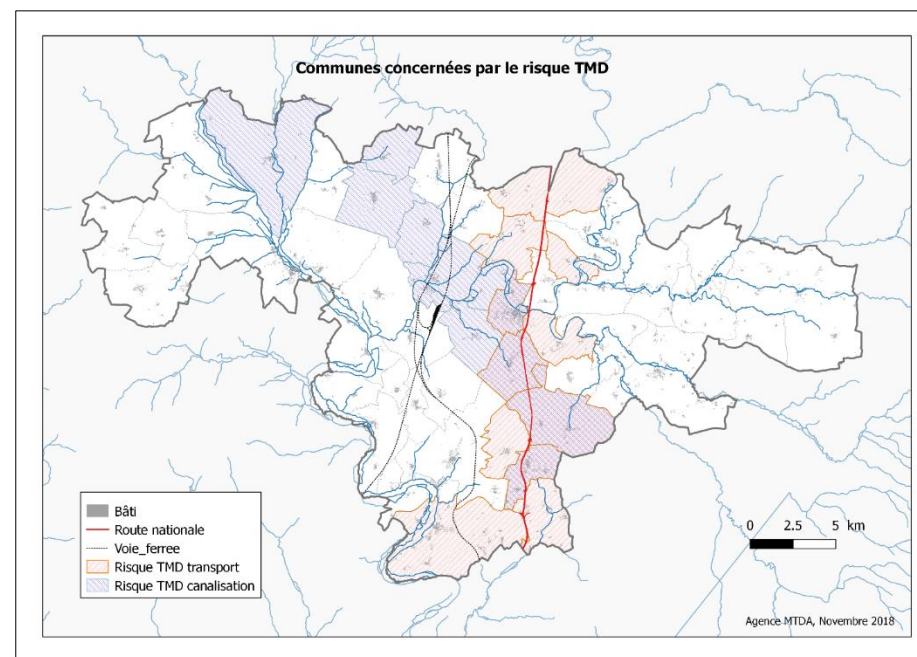 Communes concernées par le risque TMD
Bâti
Route nationale
Voie_ferree
Risque TMD transport
Risque TMD canalisation
0 2.5 5 km
Agence MTDA, Novembre 2018